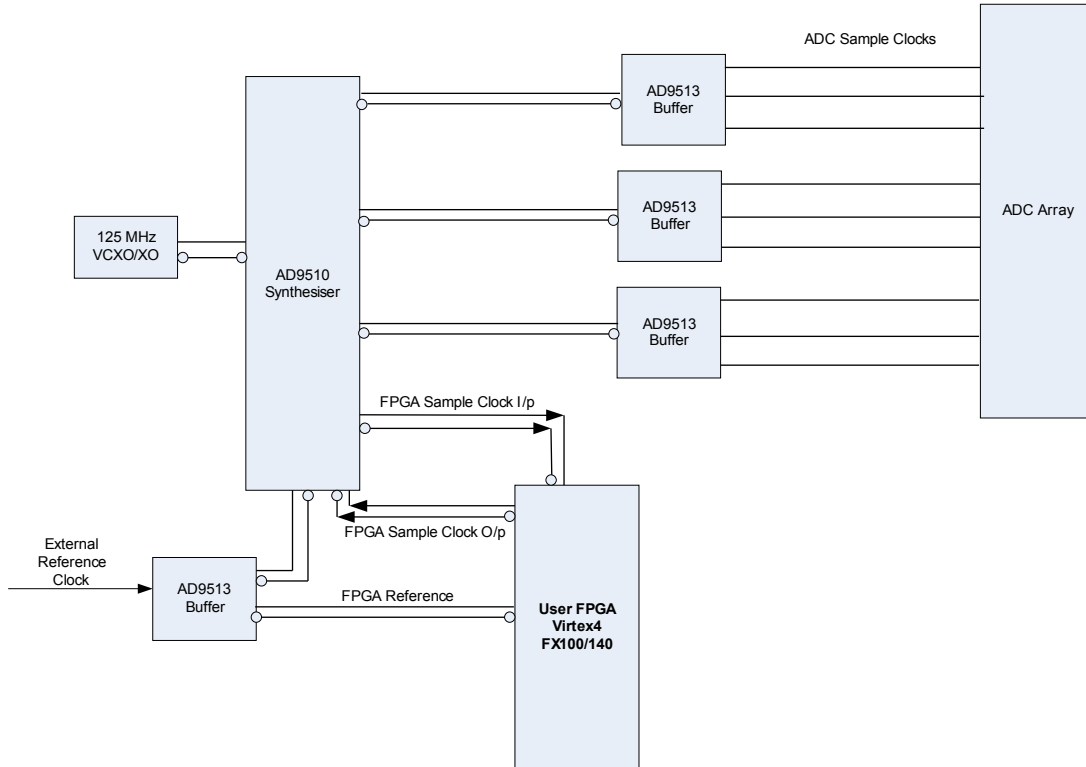 ADC Sample Clocks
AD9513
Buffer
AD9513
Buffer
ADC Array
125 MHz
VCXO/XO
AD9510
Synthesiser
AD9513
Buffer
FPGA Sample Clock I/p
FPGA Sample Clock O/p
External
Reference
Clock
AD9513
Buffer
FPGA Reference
User FPGA
Virtex4
FX100/140